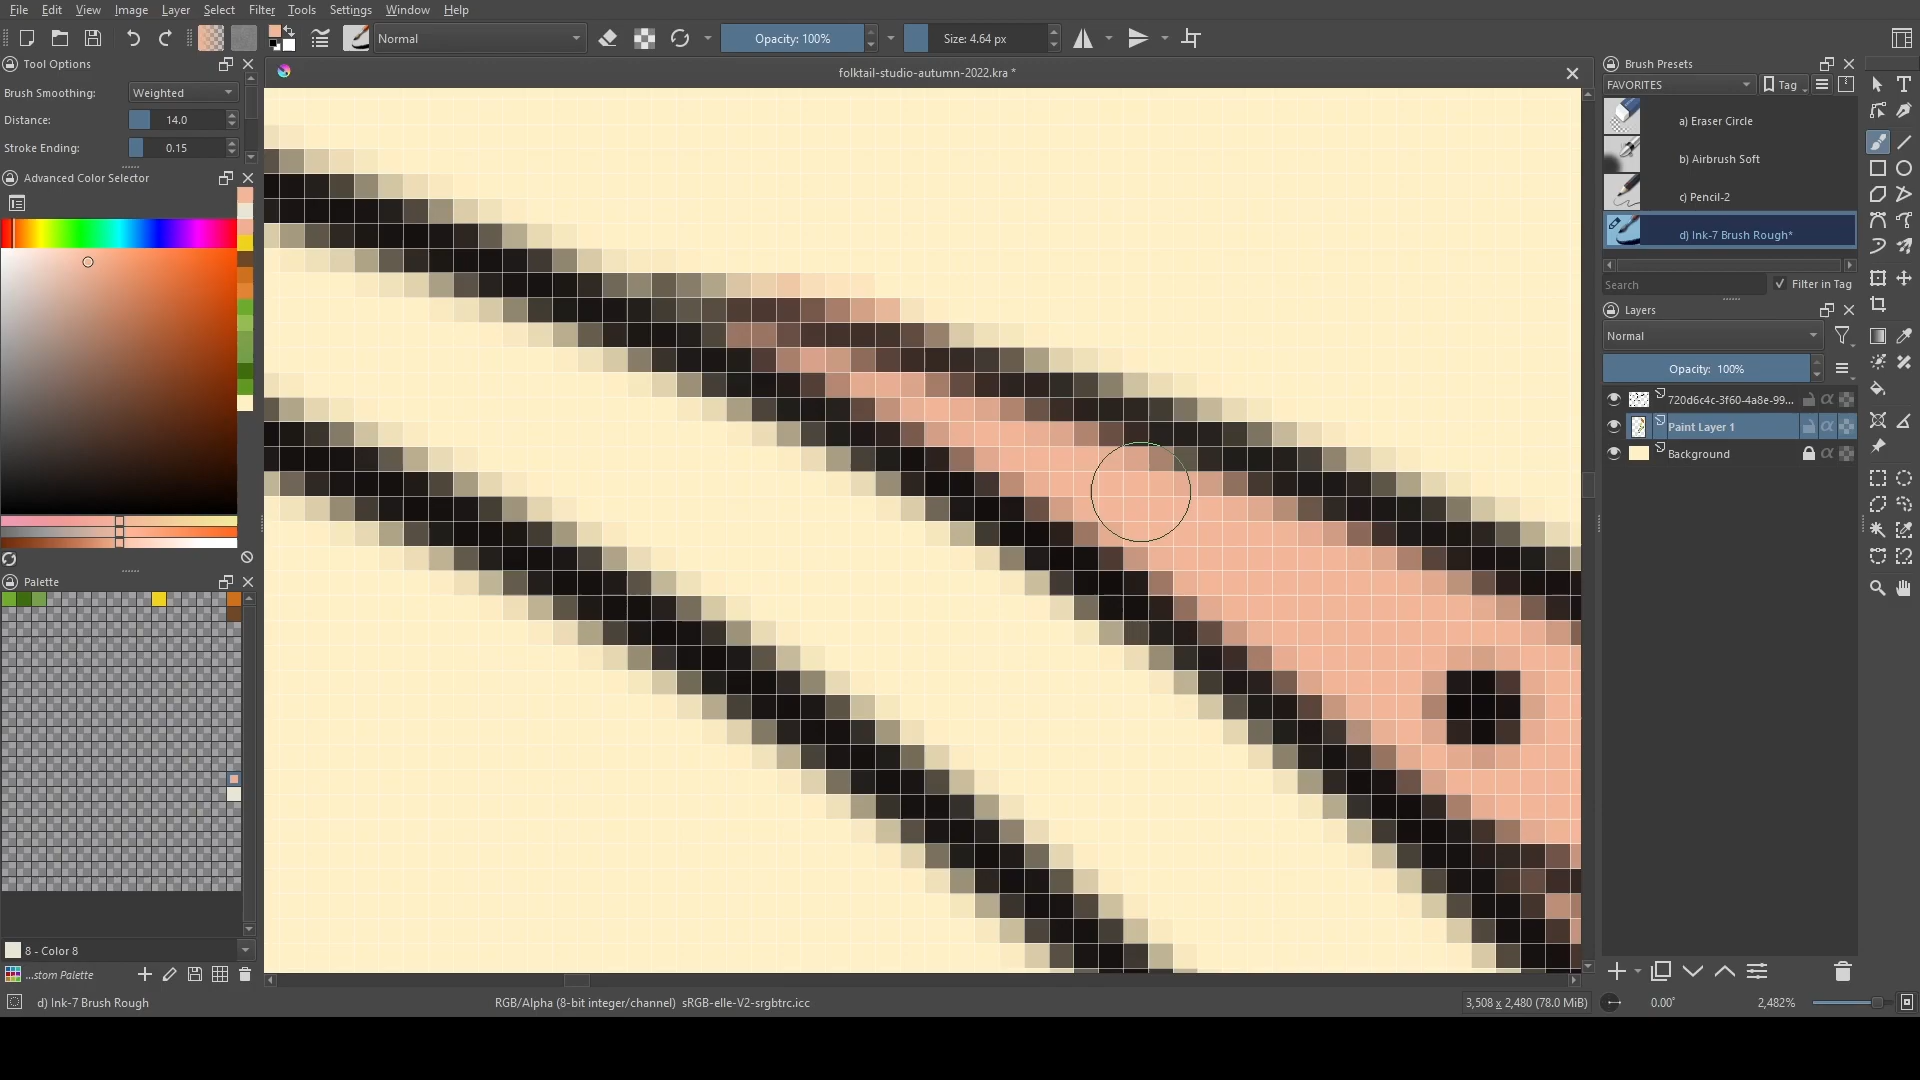 File Edit View Image Layer Select Filter Tools Settings Window Help
Normal
Opacity: 100%
Size: 4.64 px
Tool Options
folktail-studio-autumn-2022.kra *
Brush Presets
Brush Smoothing: Weighted
FAVORITES
Tag
Distance: 14.0
a) Eraser Circle
Stroke Ending: 0.15
b) Airbrush Soft
Advanced Color Selector
c) Pencil-2
d) Ink-7 Brush Rough*
Search
Filter in Tag
Layers
Normal
Opacity: 100%
720d6c4c-3f60-4a8e-99...
Paint Layer 1
Background
Palette
8 - Color 8
...stom Palette
d) Ink-7 Brush Rough
RGB/Alpha (8-bit integer/channel) sRGB-elle-V2-srgbtrc.icc
3,508 x 2,480 (78.0 MiB)
0.00°
2,482%